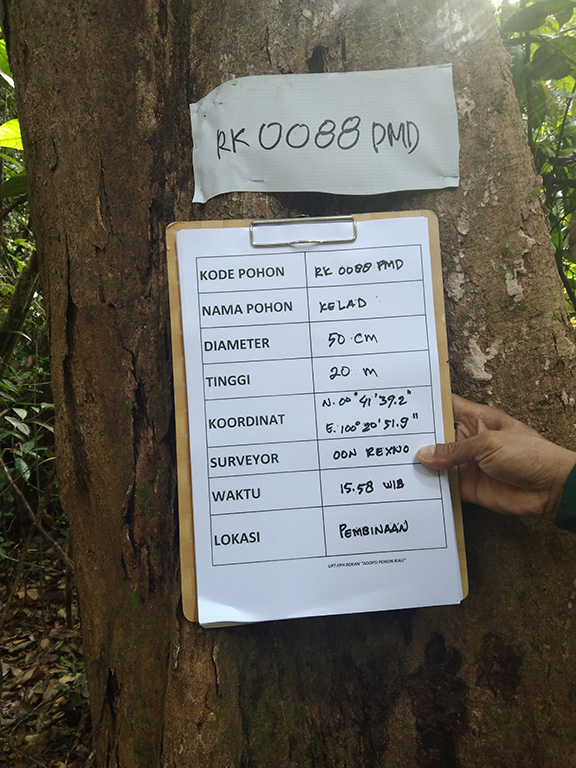 RK 0088 PMD
KODE POHON RK 0088 PMD
NAMA POHON KELAD
DIAMETER 50 CM
TINGGI 20 M
KOORDINAT N. 00° 41' 39.2"
E. 100° 20' 51.9"
SURVEYOR OON REXNO
WAKTU 15.58 WIB
LOKASI PEMBINAAN
UPT KPH ROKAN "ADOPSI POHON RIAU"